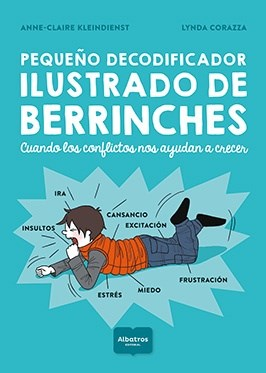 ANNE-CLAIRE KLEINDIENST LYNDA CORAZZA
PEQUEÑO DECODIFICADOR
ILUSTRADO DE
BERRINCHES
Cuando los conflictos nos ayudan a crecer
IRA
INSULTOS
CANSANCIO
EXCITACIÓN
FRUSTRACIÓN
MIEDO
ESTRÉS
Albatros
EDITORIAL